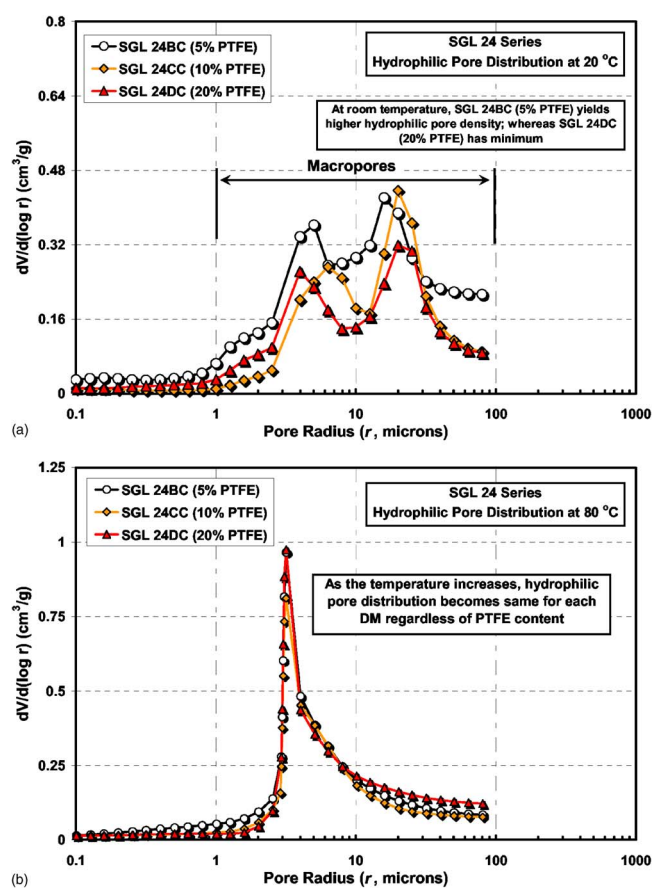 (a)
0.8
0.64
0.48
0.32
0.16
0
dV/d(log r) (cm³/g)
SGL 24BC (5% PTFE)
SGL 24CC (10% PTFE)
SGL 24DC (20% PTFE)
SGL 24 Series
Hydrophilic Pore Distribution at 20 °C
At room temperature, SGL 24BC (5% PTFE) yields
higher hydrophilic pore density; whereas SGL 24DC
(20% PTFE) has minimum
Macropores
0.1 1 10 100 1000
Pore Radius (r, microns)
(b)
1.25
1
0.75
0.5
0.25
0
dV/d(log r) (cm³/g)
SGL 24BC (5% PTFE)
SGL 24CC (10% PTFE)
SGL 24DC (20% PTFE)
SGL 24 Series
Hydrophilic Pore Distribution at 80 °C
As the temperature increases, hydrophilic
pore distribution becomes same for each
DM regardless of PTFE content
0.1 1 10 100 1000
Pore Radius (r, microns)